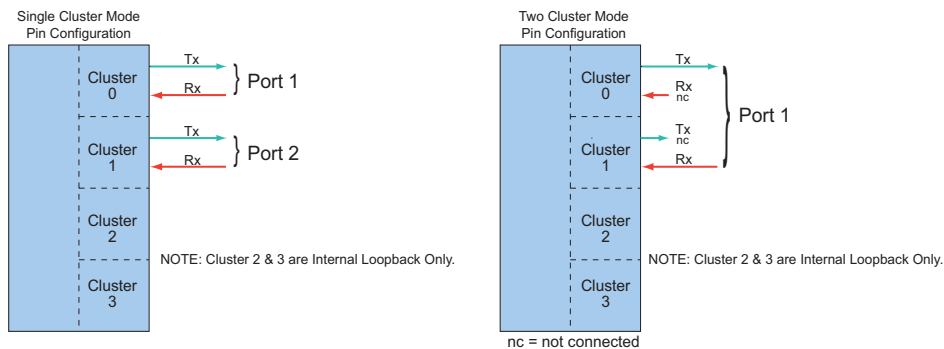 Single Cluster Mode
Pin Configuration
Cluster
0
Tx
Rx
Port 1
Cluster
1
Tx
Rx
Port 2
Cluster
2
Cluster
3
NOTE: Cluster 2 & 3 are Internal Loopback Only.
Two Cluster Mode
Pin Configuration
Cluster
0
Tx
Rx
nc
Cluster
1
Tx
nc
Rx
Port 1
Cluster
2
Cluster
3
NOTE: Cluster 2 & 3 are Internal Loopback Only.
nc = not connected